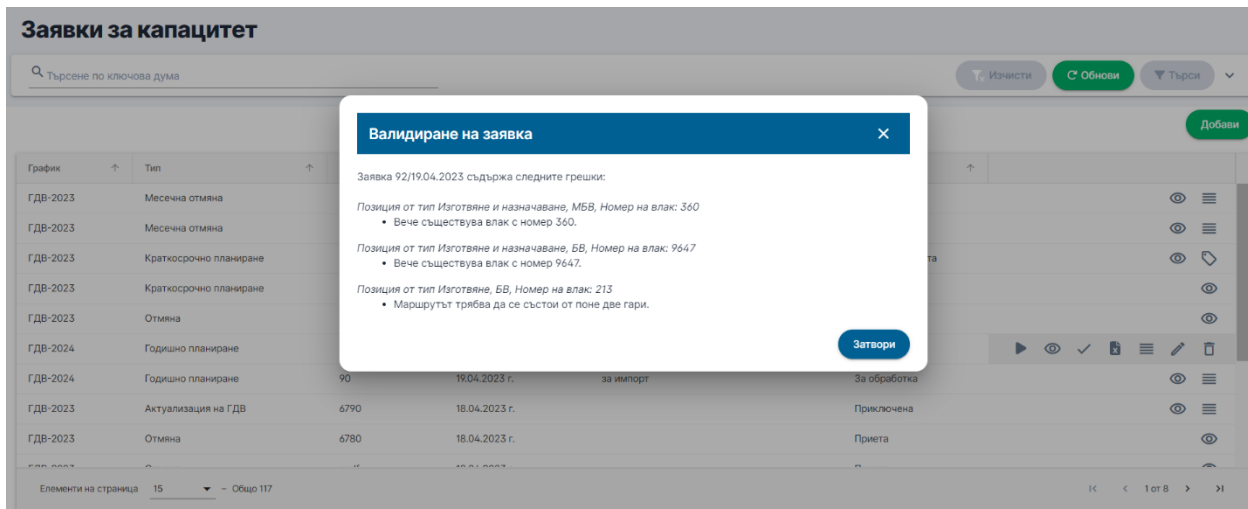 Заявки за капацитет
Търсене по ключова дума
Изчисти
Обнови
Търси
Добави
Валидиране на заявка
Заявка 92/19.04.2023 съдържа следните грешки:
Позиция от тип Изготвяне и назначаване, МБВ, Номер на влак: 360
• Вече съществува влак с номер 360.
Позиция от тип Изготвяне и назначаване, БВ, Номер на влак: 9647
• Вече съществува влак с номер 9647.
Позиция от тип Изготвяне, БВ, Номер на влак: 213
• Маршрутът трябва да се състои от поне две гари.
Затвори
График Тип
ГДВ-2023 Месечна отмяна
ГДВ-2023 Месечна отмяна
ГДВ-2023 Краткосрочно планиране
ГДВ-2023 Краткосрочно планиране
ГДВ-2023 Отмяна
ГДВ-2024 Годишно планиране
ГДВ-2024 Годишно планиране 90 19.04.2023 г. за импорт За обработка
ГДВ-2023 Актуализация на ГДВ 6790 18.04.2023 г. Приключена
ГДВ-2023 Отмяна 6780 18.04.2023 г. Приета
Елементи на страница 15 – Общо 117
1 от 8